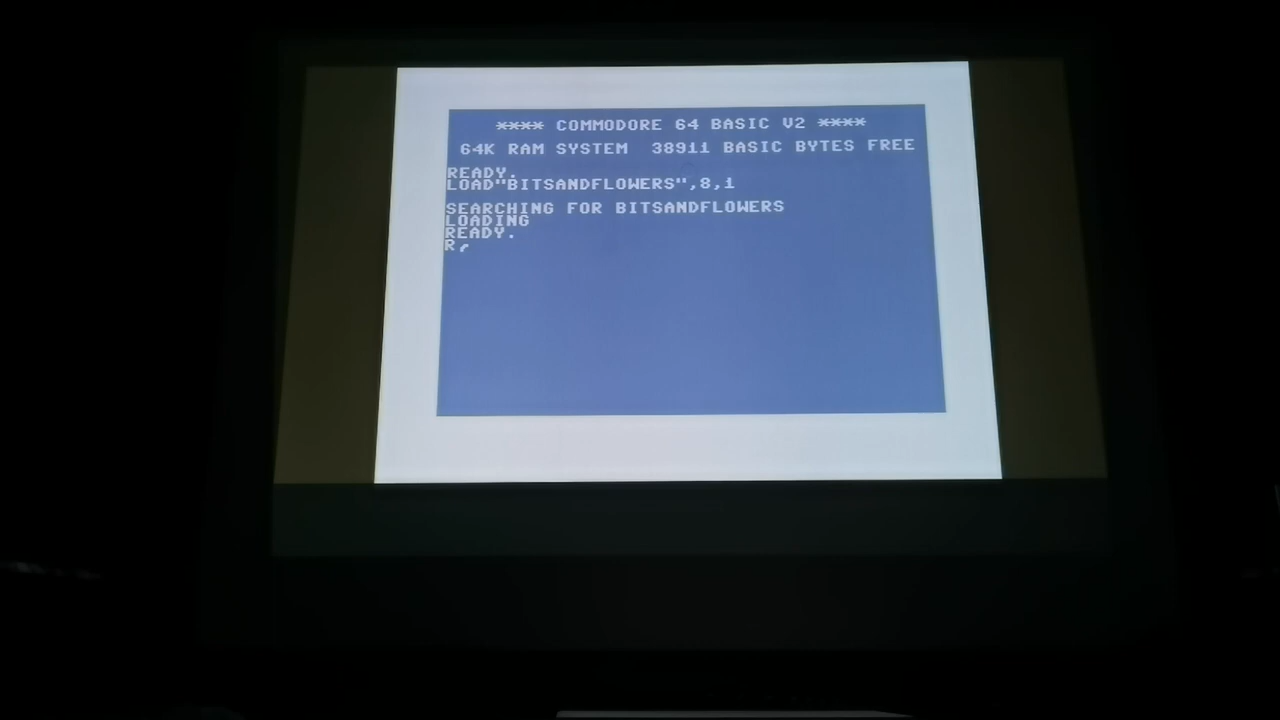 **** COMMODORE 64 BASIC V2 ****
64K RAM SYSTEM  38911 BASIC BYTES FREE
READY.
LOAD"BITSANDFLOWERS",8,1
SEARCHING FOR BITSANDFLOWERS
LOADING
READY.
R╭